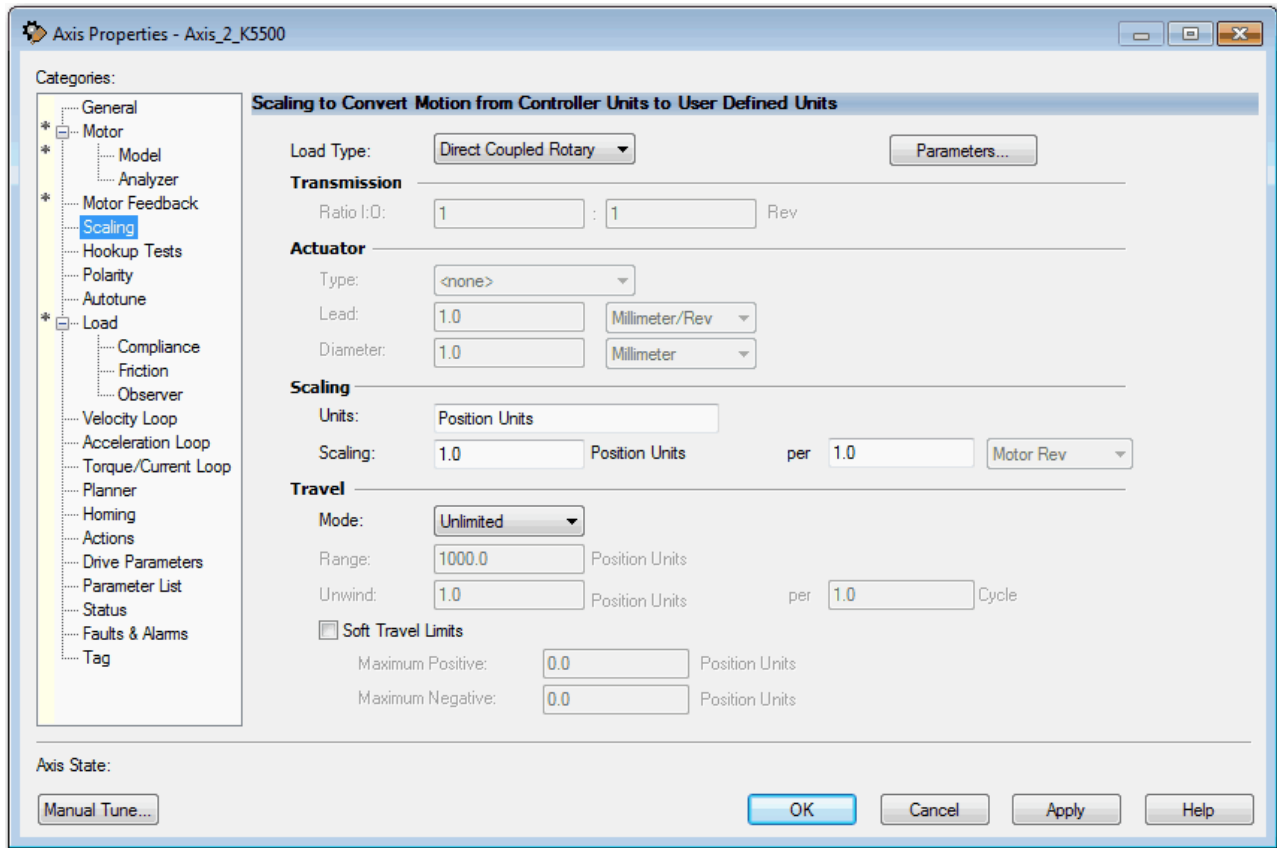 Axis Properties - Axis_2_K5500
Categories:
General
* Motor
* Model
Analyzer
* Motor Feedback
Scaling
Hookup Tests
Polarity
Autotune
* Load
Compliance
Friction
Observer
Velocity Loop
Acceleration Loop
Torque/Current Loop
Planner
Homing
Actions
Drive Parameters
Parameter List
Status
Faults & Alarms
Tag
Scaling to Convert Motion from Controller Units to User Defined Units
Load Type: Direct Coupled Rotary Parameters...
Transmission
Ratio I:O: 1 : 1 Rev
Actuator
Type: <none>
Lead: 1.0 Millimeter/Rev
Diameter: 1.0 Millimeter
Scaling
Units: Position Units
Scaling: 1.0 Position Units per 1.0 Motor Rev
Travel
Mode: Unlimited
Range: 1000.0 Position Units
Unwind: 1.0 Position Units per 1.0 Cycle
Soft Travel Limits
Maximum Positive: 0.0 Position Units
Maximum Negative: 0.0 Position Units
Axis State:
Manual Tune... OK Cancel Apply Help